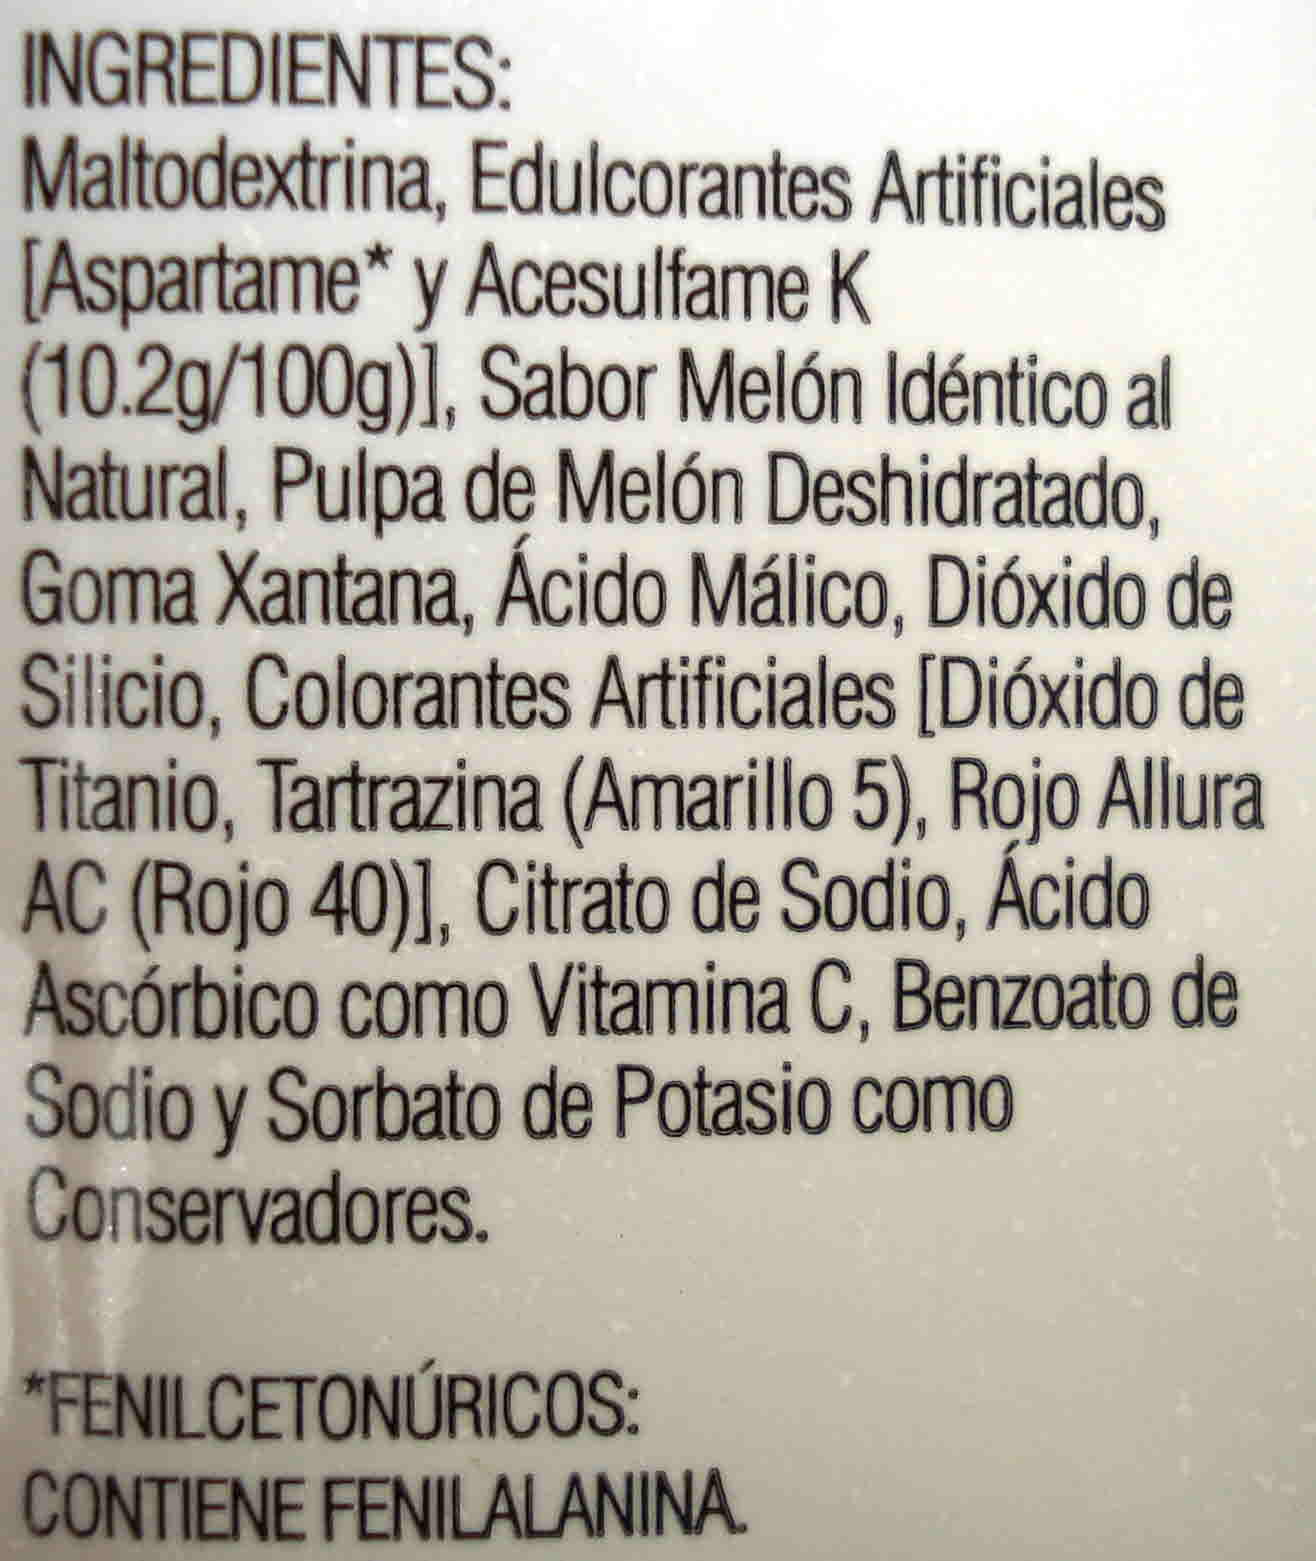 INGREDIENTES:
Maltodextrina, Edulcorantes Artificiales
[Aspartame* y Acesulfame K
(10.2g/100g)], Sabor Melón Idéntico al
Natural, Pulpa de Melón Deshidratado,
Goma Xantana, Ácido Málico, Dióxido de
Silicio, Colorantes Artificiales [Dióxido de
Titanio, Tartrazina (Amarillo 5), Rojo Allura
AC (Rojo 40)], Citrato de Sodio, Ácido
Ascórbico como Vitamina C, Benzoato de
Sodio y Sorbato de Potasio como
Conservadores.
*FENILCETONÚRICOS:
CONTIENE FENILALANINA.